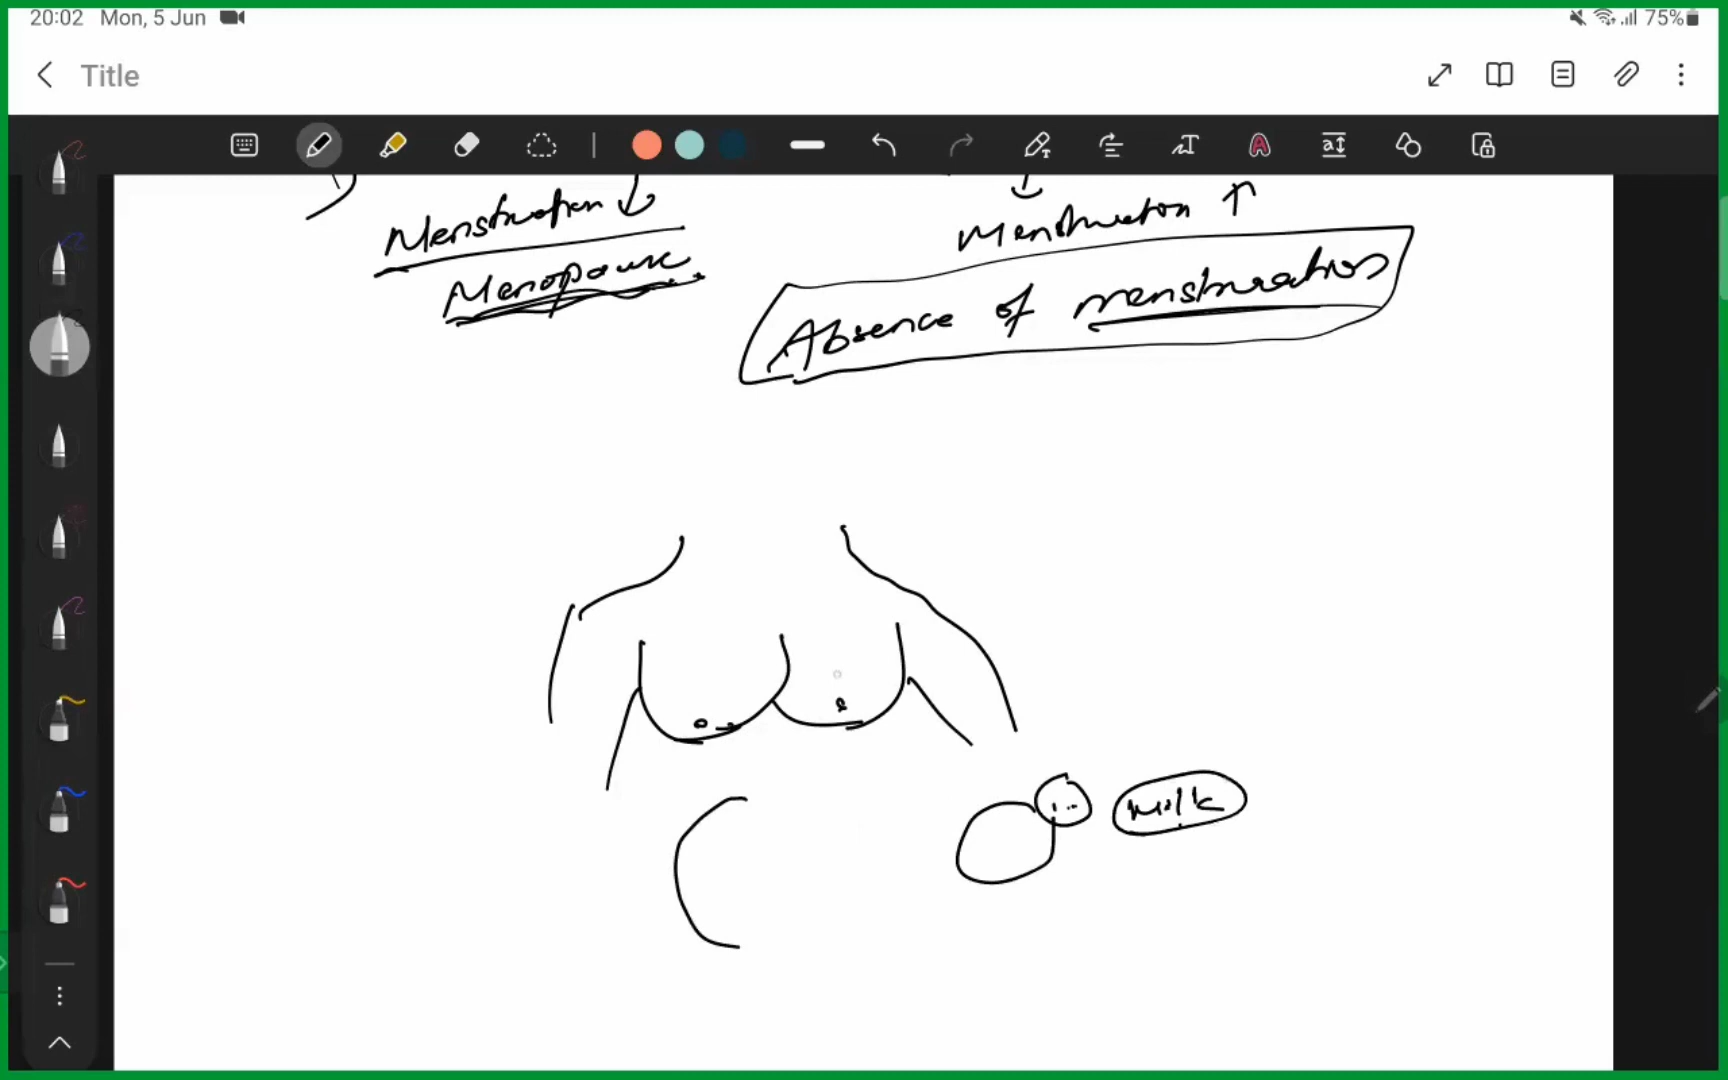 20:02 Mon, 5 Jun 75%
Title
Menstruation ↓
Menopause
Menstruation ↑
Absence of menstruation
Milk